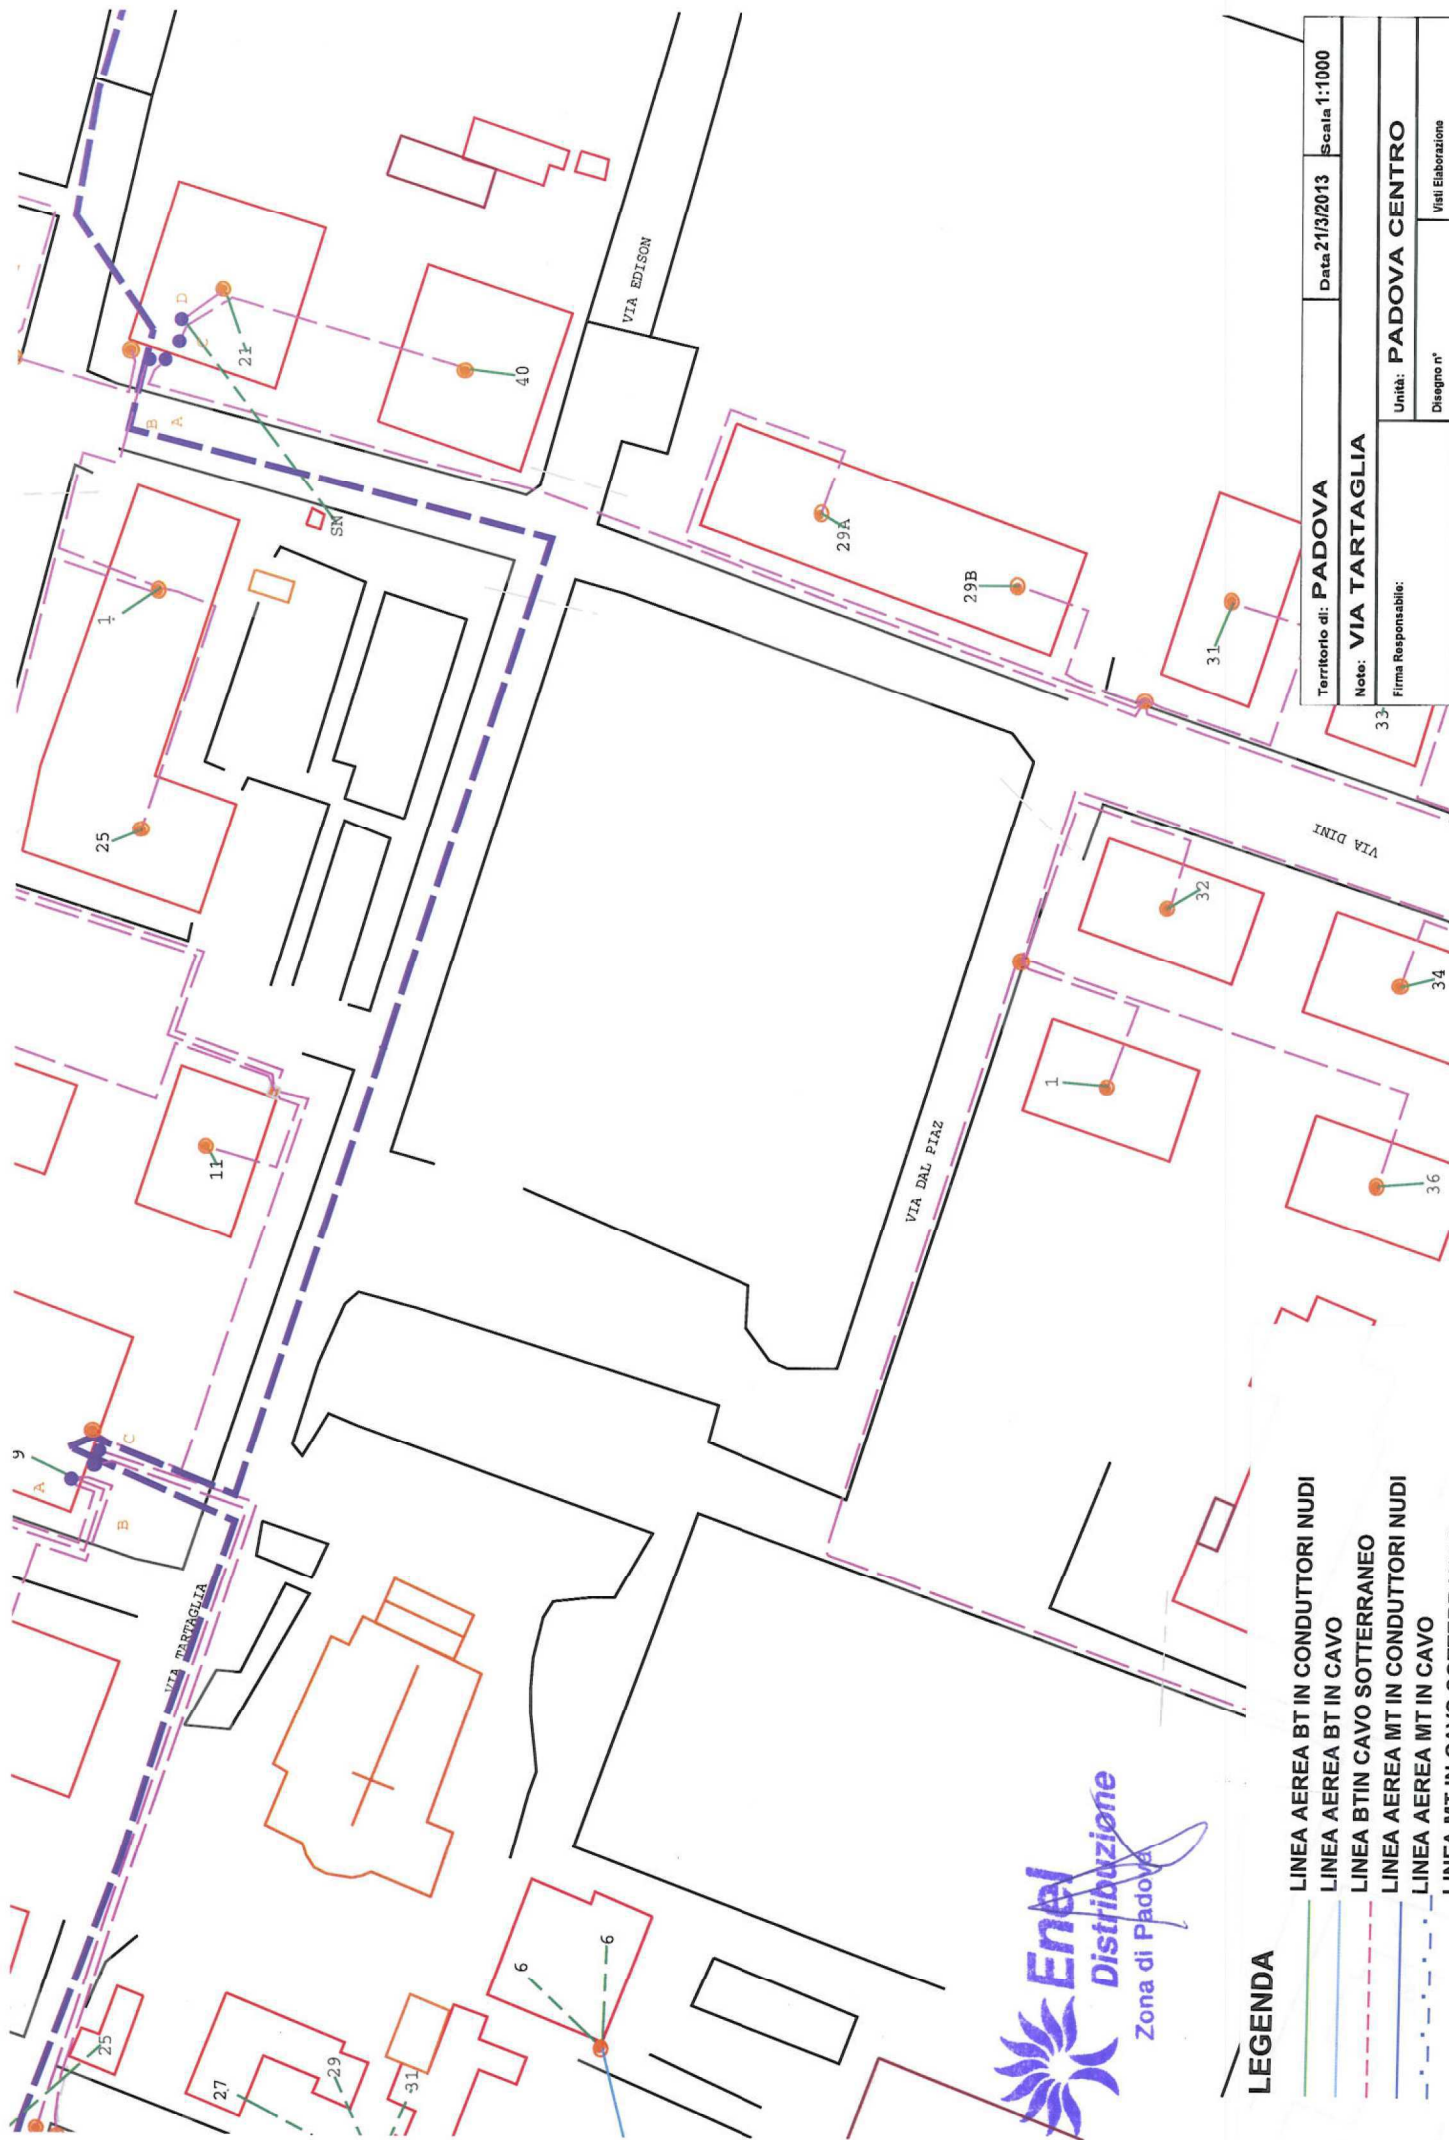 VIA EDISON
21
40
D
C
B
A
SN
1
25
29A
29B
31
33
VIA DINI
32
34
1
36
VIA DAL PIAZ
11
9
A
B
C
VIA TARTAGLIA
25
27
29
31
6
6
Territorio di: PADOVA
Data 21/3/2013
Scala 1:1000
Note: VIA TARTAGLIA
Firma Responsabile:
Unità: PADOVA CENTRO
Disegno n°
Visti Elaborazione
Enel
Distribuzione
Zona di Padova
LEGENDA
LINEA AEREA BT IN CONDUTTORI NUDI
LINEA AEREA BT IN CAVO
LINEA BTIN CAVO SOTTERRANEO
LINEA AEREA MT IN CONDUTTORI NUDI
LINEA AEREA MT IN CAVO